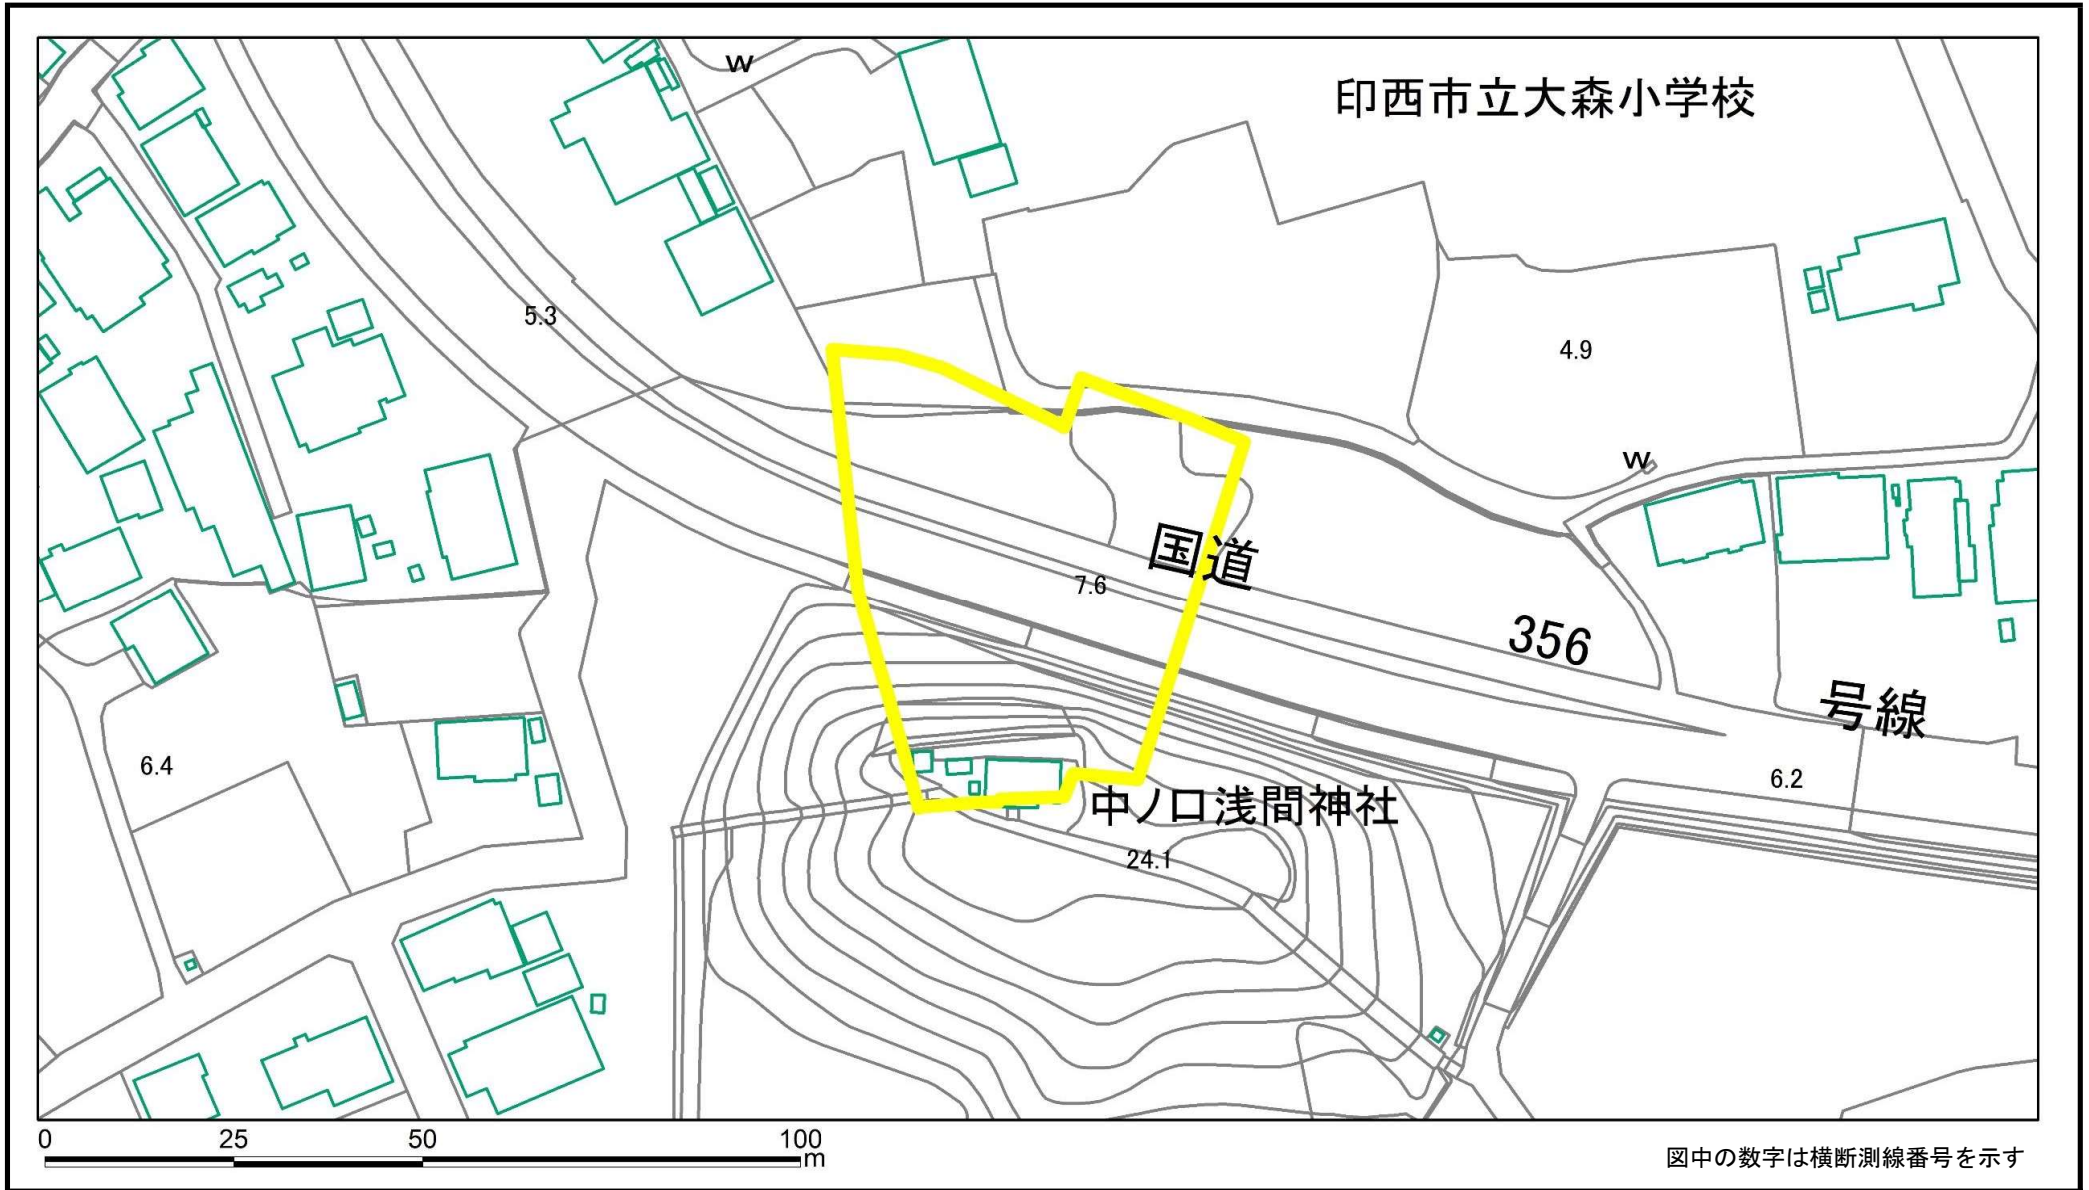 w
印西市立大森小学校
5.3
4.9
w
国道
7.6
356
号線
6.4
6.2
中ノ口浅間神社
24.1
0 25 50 100
m
図中の数字は横断測線番号を示す